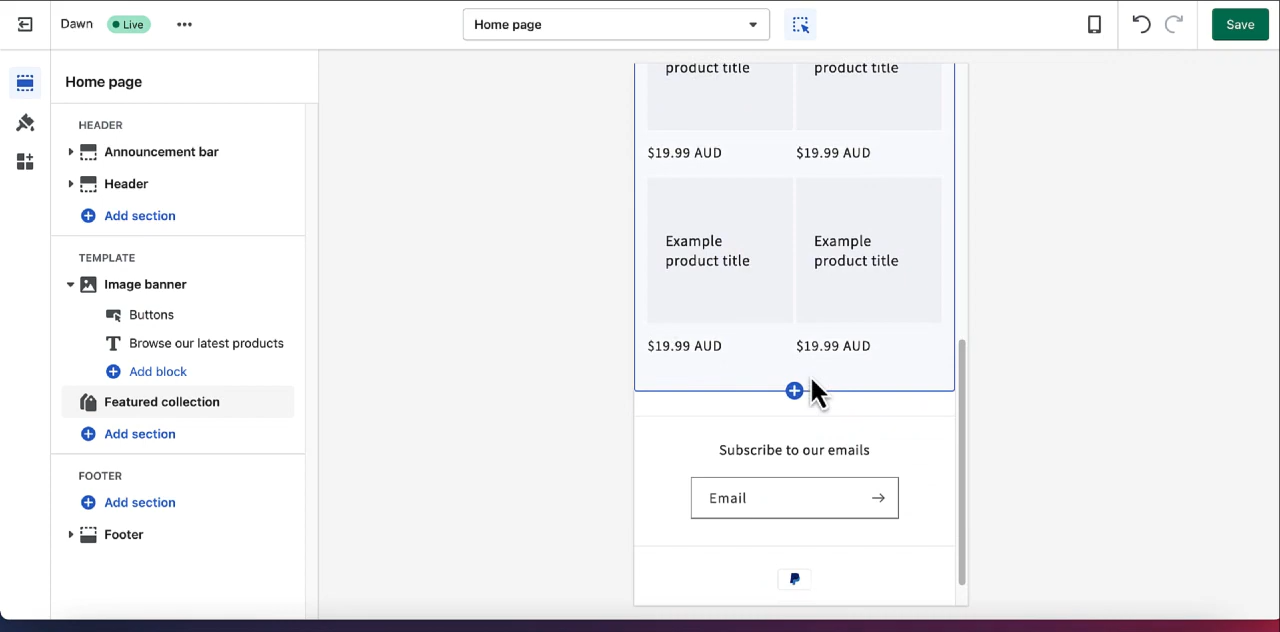 Dawn
Live
Home page
Save
Home page
HEADER
Announcement bar
Header
Add section
TEMPLATE
Image banner
Buttons
Browse our latest products
Add block
Featured collection
Add section
FOOTER
Add section
Footer
product title
product title
$19.99 AUD
$19.99 AUD
Example
product title
Example
product title
$19.99 AUD
$19.99 AUD
Subscribe to our emails
Email